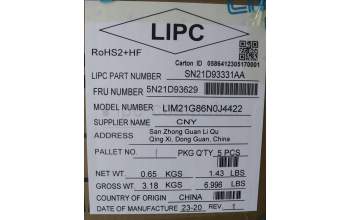 LIPC
RoHS2+HF
Carton ID 0586412305170001
LIPC PART NUMBER SN21D93331AA
FRU NUMBER 5N21D93629
MODEL NUMBER LIM21G86N0J4422
SUPPLIER NAME CNY
ADDRESS San Zhong Guan Li Qu
Qing Xi, Dong Guan, China
PALLET NO / PKG Q'TY 5 PCS
NET WT 0.65 KGS 1.43 LBS
GROSS WT 3.18 KGS 6.996 LBS
COUNTRY OF ORIGIN CHINA
DATE OF MANUFACTURE 23-20 REV 1